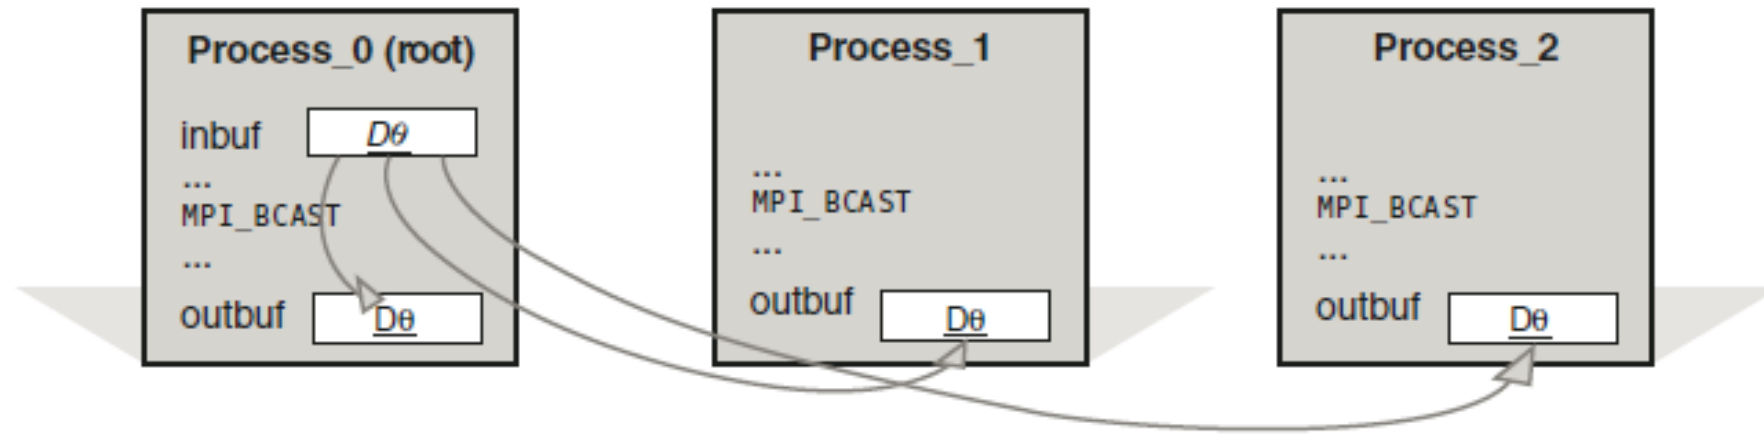 Process_0 (root)
inbuf
Dθ
...
MPI_BCAST
...
outbuf
Dθ
Process_1
...
MPI_BCAST
...
outbuf
Dθ
Process_2
...
MPI_BCAST
...
outbuf
Dθ